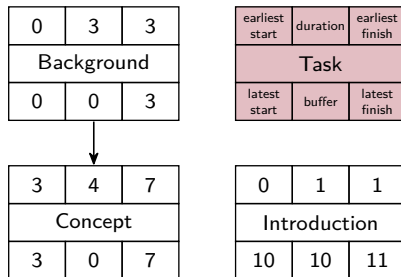 0 3 3
Background
0 0 3
earliest start duration earliest finish
Task
latest start buffer latest finish
3 4 7
Concept
3 0 7
0 1 1
Introduction
10 10 11